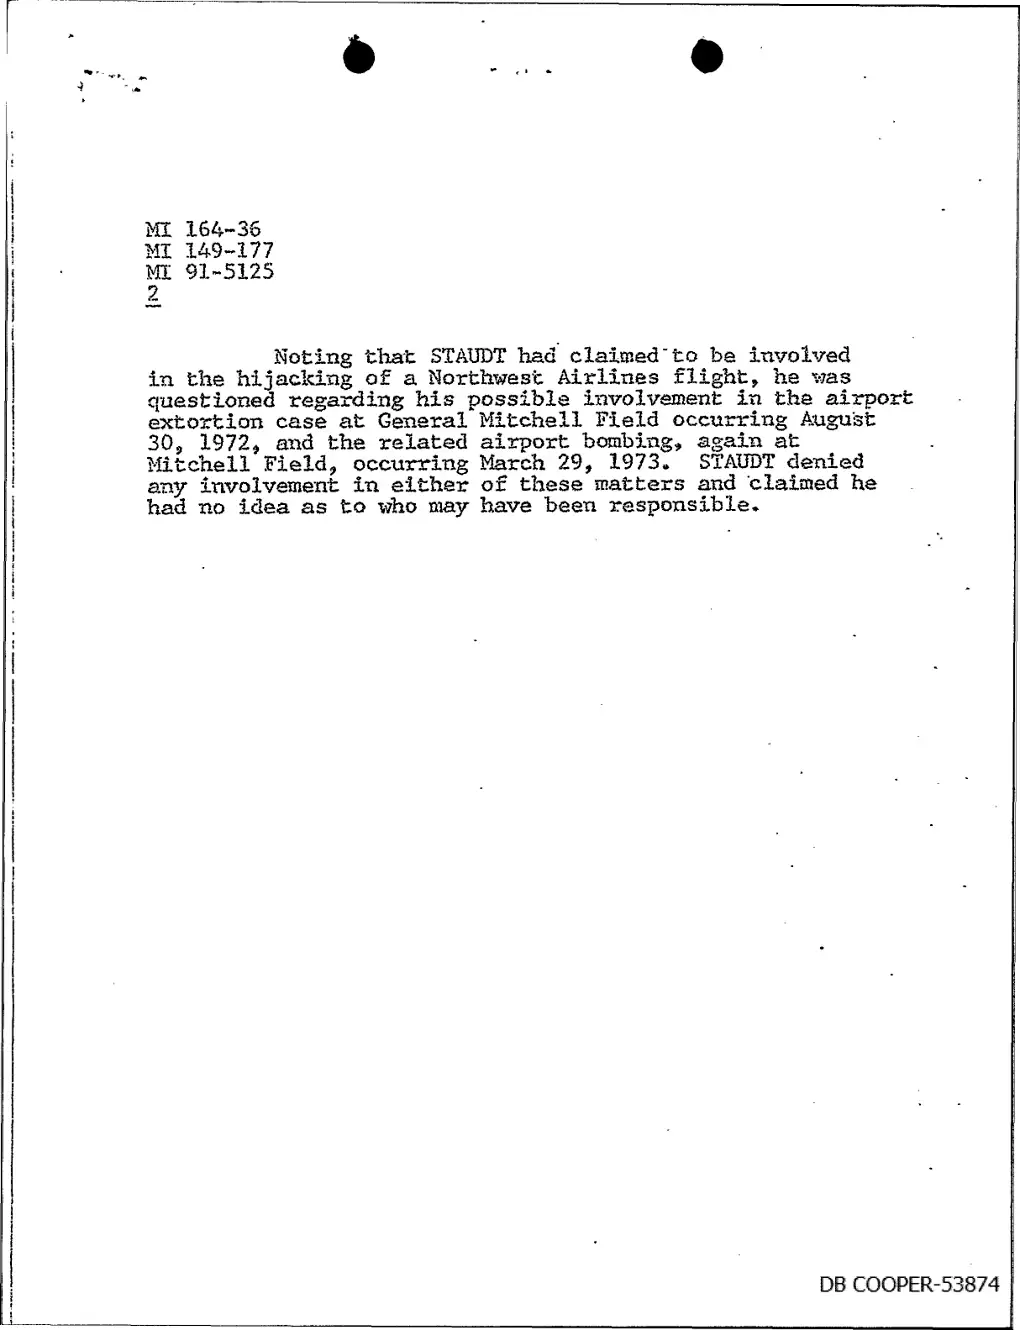 MI 164-36
MI 149-177
MI 91-5125
2
Noting that STAUDT had claimed to be involved
in the hijacking of a Northwest Airlines flight, he was
questioned regarding his possible involvement in the airport
extortion case at General Mitchell Field occurring August
30, 1972, and the related airport bombing, again at
Mitchell Field, occurring March 29, 1973. STAUDT denied
any involvement in either of these matters and claimed he
had no idea as to who may have been responsible.
DB COOPER-53874